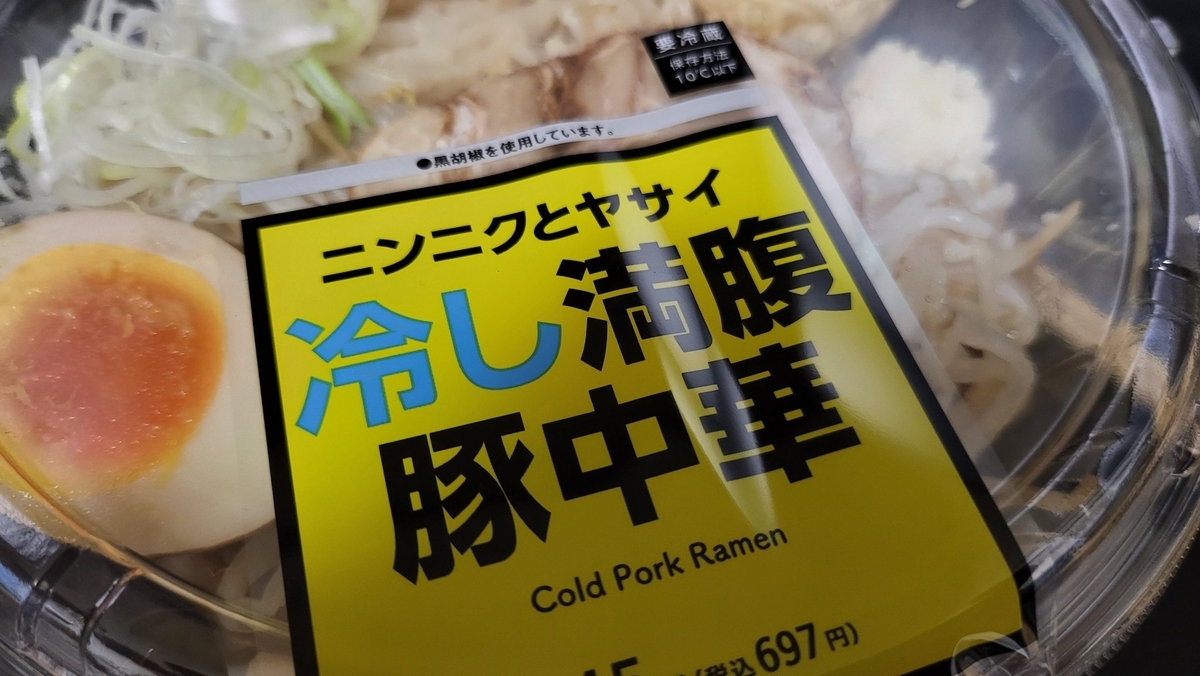 要冷蔵
保存方法
10℃以下
●黒胡椒を使用しています。
ニンニクとヤサイ
冷し満腹
豚中華
Cold Pork Ramen
(税込697円)